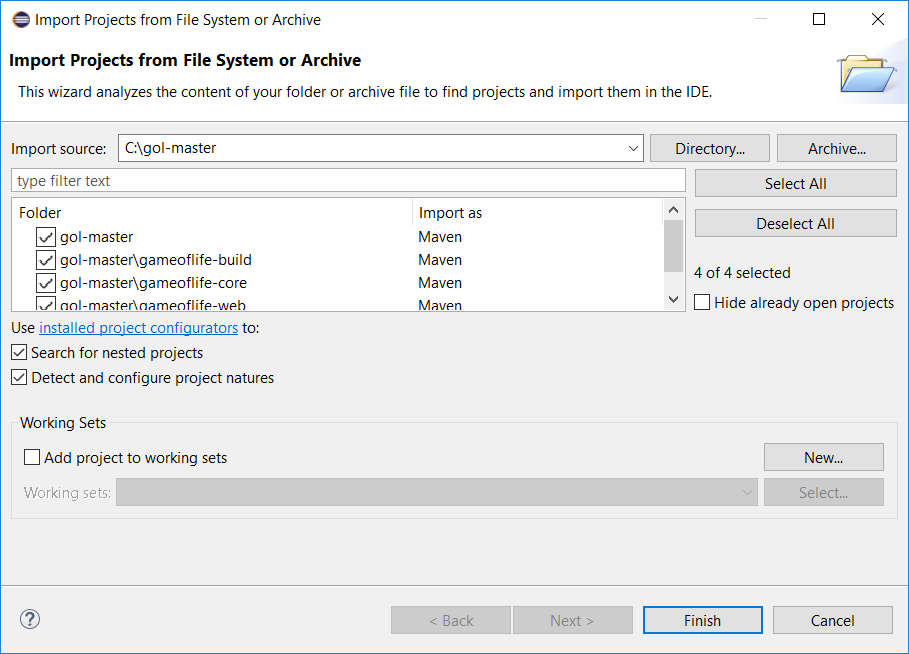 Import Projects from File System or Archive
Import Projects from File System or Archive
This wizard analyzes the content of your folder or archive file to find projects and import them in the IDE.
Import source: C:\gol-master Directory... Archive...
type filter text Select All
Folder Import as
Deselect All
gol-master Maven
gol-master\gameoflife-build Maven
4 of 4 selected
gol-master\gameoflife-core Maven
gol-master\gameoflife-web Maven
Hide already open projects
Use installed project configurators to:
Search for nested projects
Detect and configure project natures
Working Sets
Add project to working sets New...
Working sets: Select...
? < Back Next > Finish Cancel